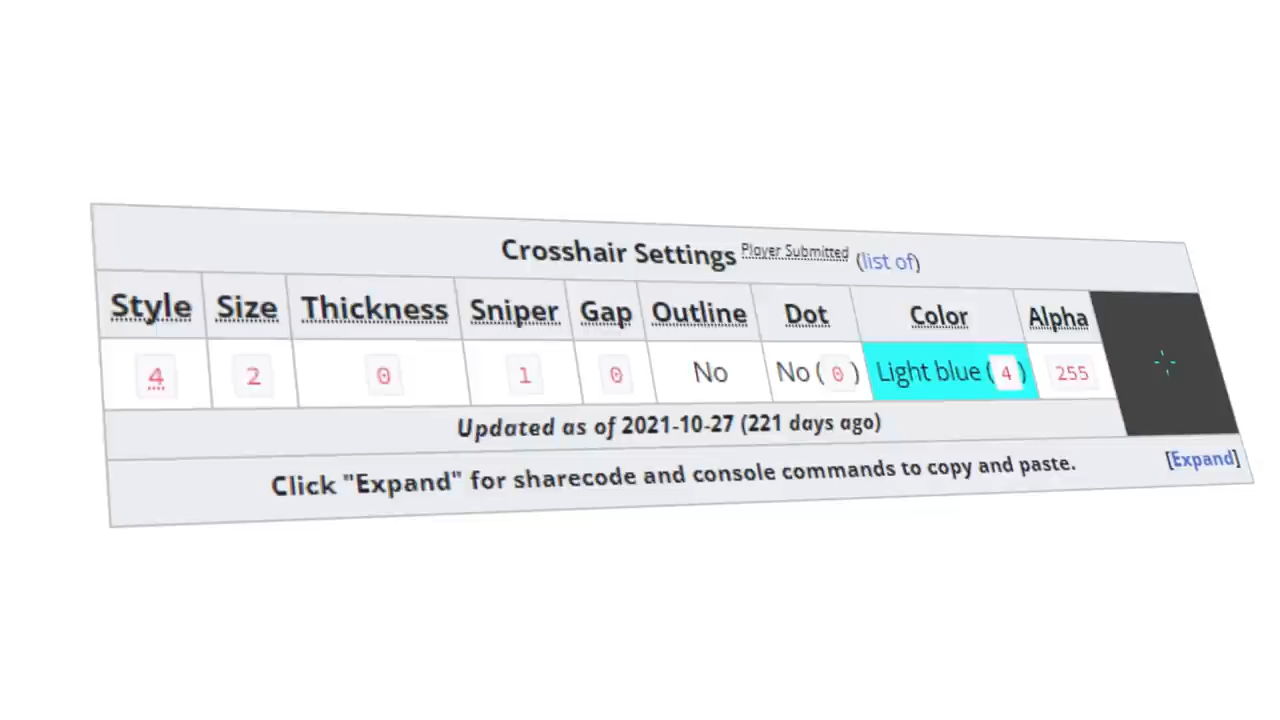 Crosshair Settings Player Submitted (list of)
Style Size Thickness Sniper Gap Outline Dot Color Alpha
4 2 0 1 0 No No (0) Light blue (4) 255
Updated as of 2021-10-27 (221 days ago)
Click "Expand" for sharecode and console commands to copy and paste. [Expand]